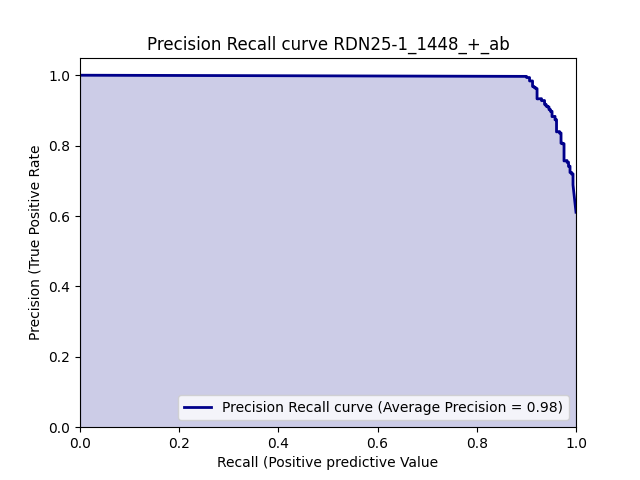 Precision Recall curve RDN25-1_1448_+_ab
Precision (True Positive Rate
1.0
0.8
0.6
0.4
0.2
0.0
Precision Recall curve (Average Precision = 0.98)
0.0 0.2 0.4 0.6 0.8 1.0
Recall (Positive predictive Value